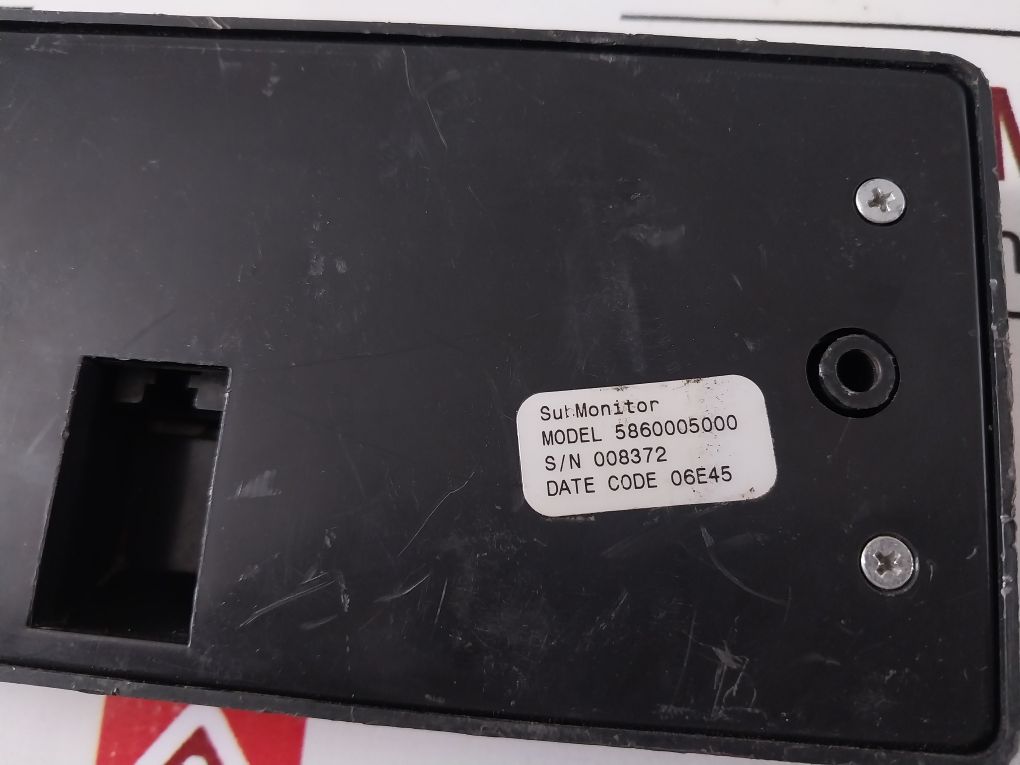 SubMonitor
MODEL 5860005000
S/N 008372
DATE CODE 06E45